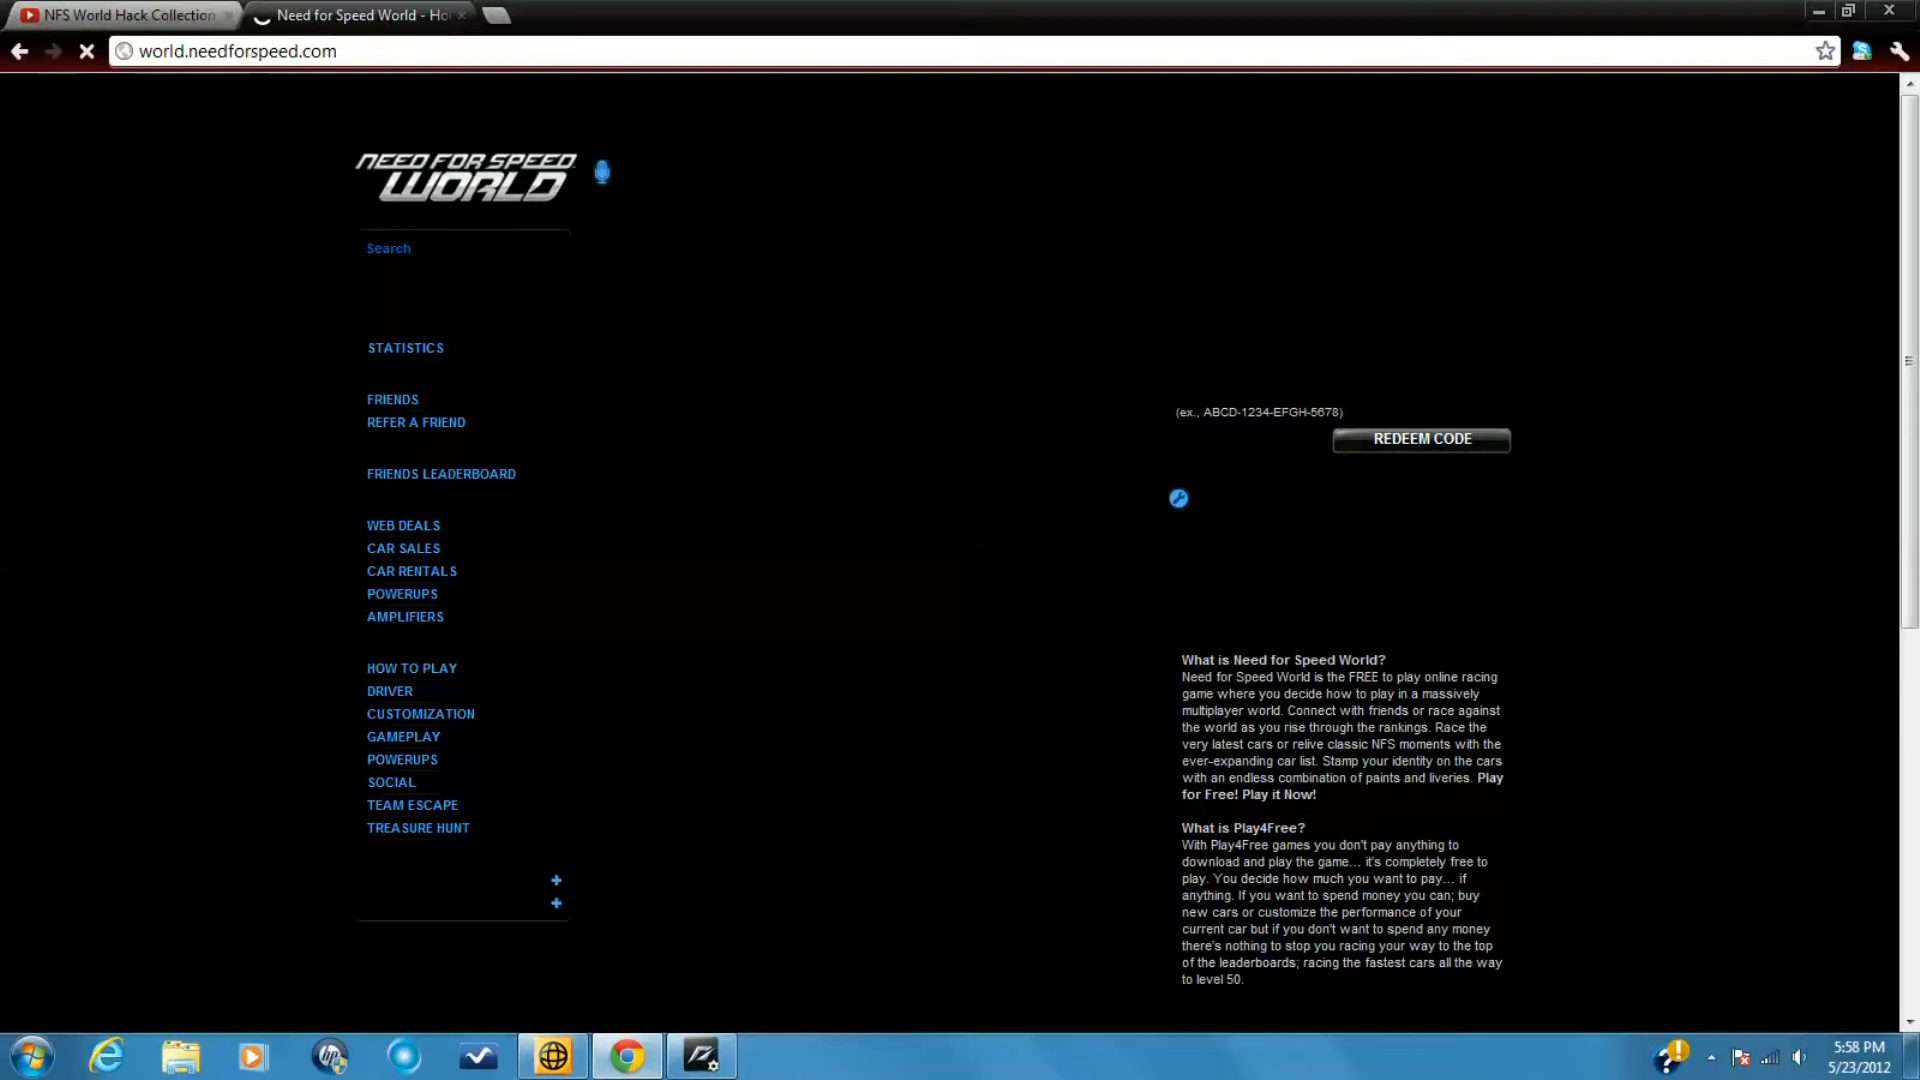 NFS World Hack Collection
Need for Speed World - Ho
world.needforspeed.com
NEED FOR SPEED
WORLD
Search
STATISTICS
FRIENDS
REFER A FRIEND
FRIENDS LEADERBOARD
WEB DEALS
CAR SALES
CAR RENTALS
POWERUPS
AMPLIFIERS
HOW TO PLAY
DRIVER
CUSTOMIZATION
GAMEPLAY
POWERUPS
SOCIAL
TEAM ESCAPE
TREASURE HUNT
(ex., ABCD-1234-EFGH-5678)
REDEEM CODE
What is Need for Speed World?
Need for Speed World is the FREE to play online racing
game where you decide how to play in a massively
multiplayer world. Connect with friends or race against
the world as you rise through the rankings. Race the
very latest cars or relive classic NFS moments with the
ever-expanding car list. Stamp your identity on the cars
with an endless combination of paints and liveries. Play
for Free! Play it Now!
What is Play4Free?
With Play4Free games you don't pay anything to
download and play the game... it's completely free to
play. You decide how much you want to pay... if
anything. If you want to spend money you can; buy
new cars or customize the performance of your
current car but if you don't want to spend any money
there's nothing to stop you racing your way to the top
of the leaderboards; racing the fastest cars all the way
to level 50.
hp
5:58 PM
5/23/2012